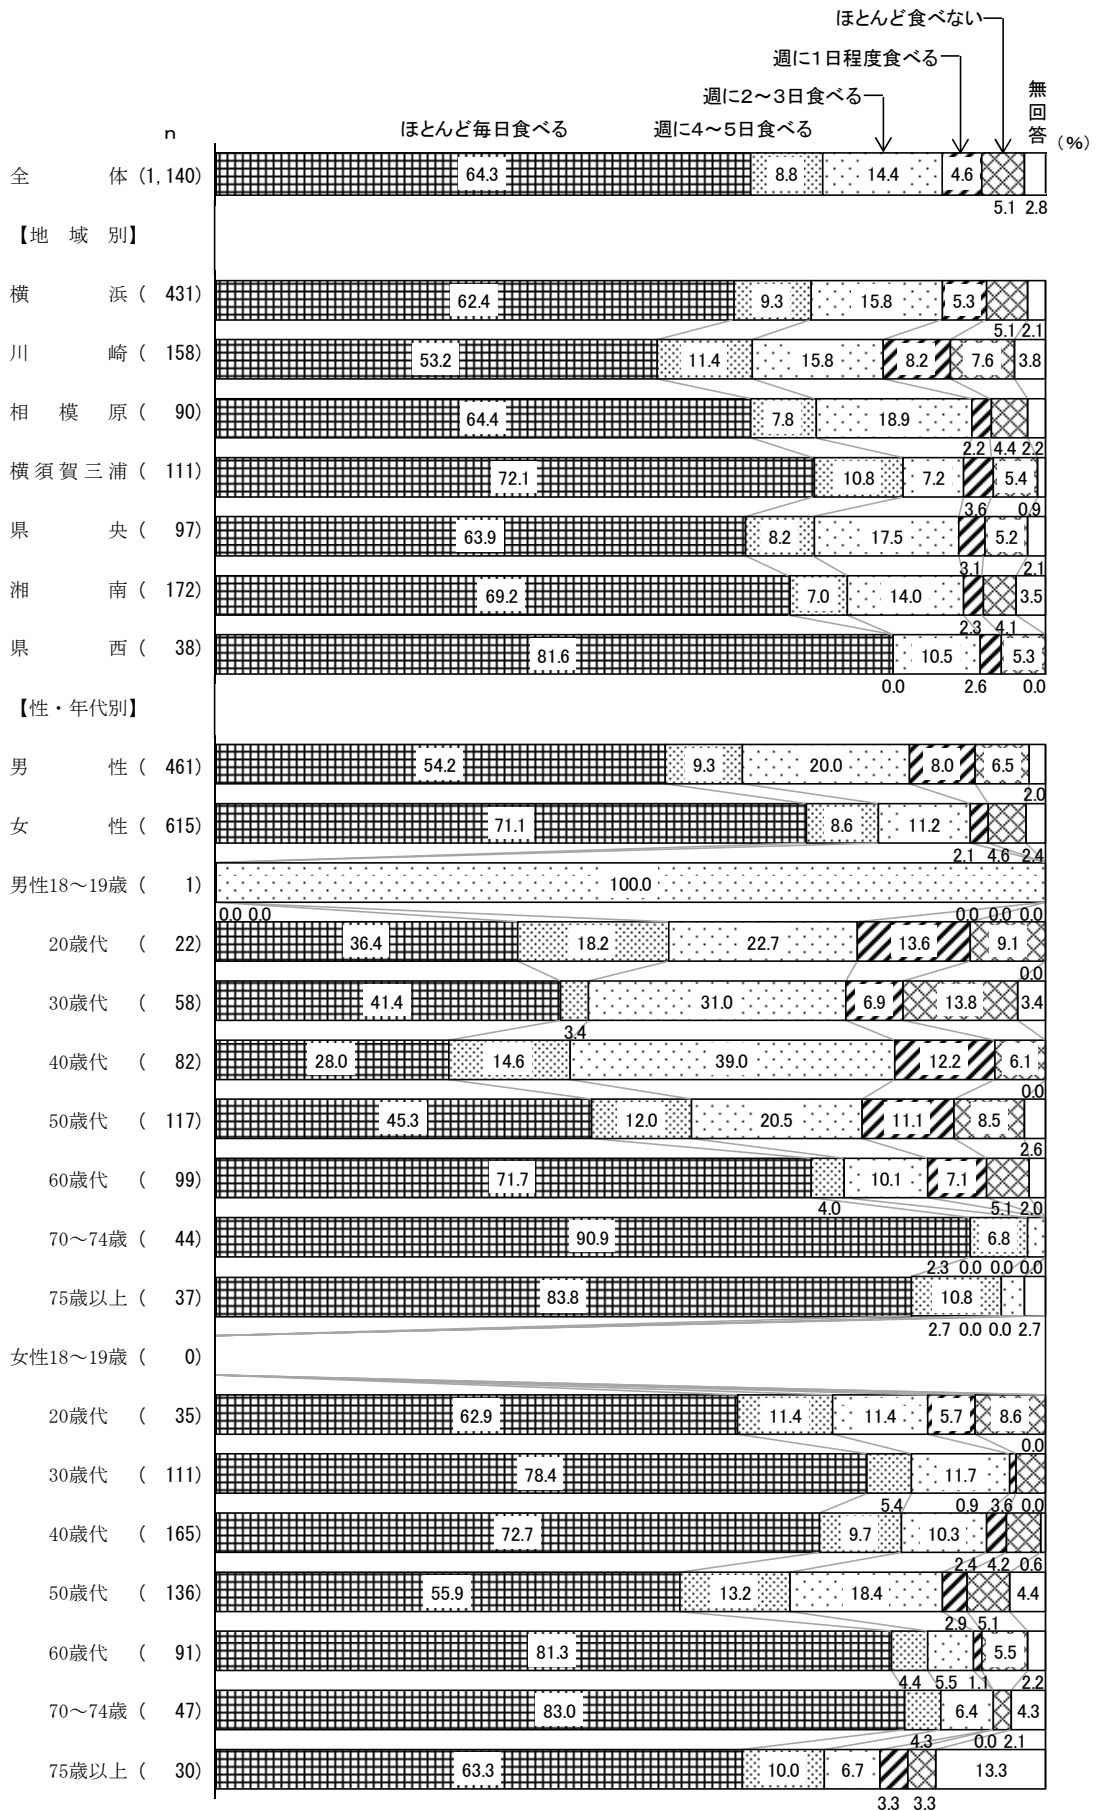 ほとんど食べない
週に1日程度食べる
週に2～3日食べる
無回答
n ほとんど毎日食べる 週に4～5日食べる (%)
全体 (1,140) 64.3 8.8 14.4 4.6
5.1 2.8
【地域別】
横浜 ( 431) 62.4 9.3 15.8 5.3
5.1 2.1
川崎 ( 158) 53.2 11.4 15.8 8.2 7.6 3.8
相模原 ( 90) 64.4 7.8 18.9
2.2 4.4 2.2
横須賀三浦 ( 111) 72.1 10.8 7.2 5.4
3.6 0.9
県央 ( 97) 63.9 8.2 17.5 5.2
3.1 2.1
湘南 ( 172) 69.2 7.0 14.0 3.5
2.3 4.1
県西 ( 38) 81.6 10.5 5.3
0.0 2.6 0.0
【性・年代別】
男性 ( 461) 54.2 9.3 20.0 8.0 6.5
2.0
女性 ( 615) 71.1 8.6 11.2
2.1 4.6 2.4
男性18～19歳 ( 1) 100.0
0.0 0.0 0.0 0.0 0.0
20歳代 ( 22) 36.4 18.2 22.7 13.6 9.1
0.0
30歳代 ( 58) 41.4 31.0 6.9 13.8 3.4
3.4
40歳代 ( 82) 28.0 14.6 39.0 12.2 6.1
0.0
50歳代 ( 117) 45.3 12.0 20.5 11.1 8.5
2.6
60歳代 ( 99) 71.7 10.1 7.1
4.0 5.1 2.0
70～74歳 ( 44) 90.9 6.8
2.3 0.0 0.0 0.0
75歳以上 ( 37) 83.8 10.8
2.7 0.0 0.0 2.7
女性18～19歳 ( 0)
20歳代 ( 35) 62.9 11.4 11.4 5.7 8.6
0.0
30歳代 ( 111) 78.4 11.7
5.4 0.9 3.6 0.0
40歳代 ( 165) 72.7 9.7 10.3
2.4 4.2 0.6
50歳代 ( 136) 55.9 13.2 18.4 4.4
2.9 5.1
60歳代 ( 91) 81.3 5.5
4.4 5.5 1.1 2.2
70～74歳 ( 47) 83.0 6.4 4.3
4.3 0.0 2.1
75歳以上 ( 30) 63.3 10.0 6.7 13.3
3.3 3.3